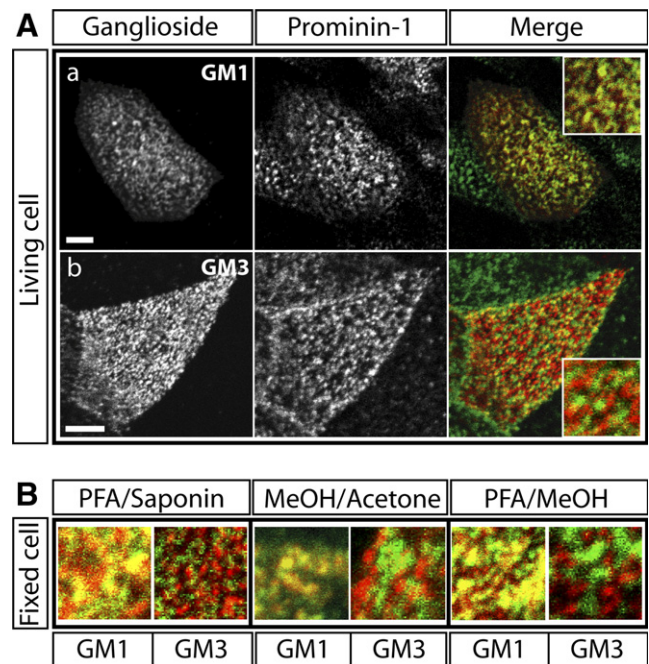 A
Ganglioside Prominin-1 Merge
Living cell
a GM1
b GM3
B
PFA/Saponin MeOH/Acetone PFA/MeOH
Fixed cell
GM1 GM3 GM1 GM3 GM1 GM3